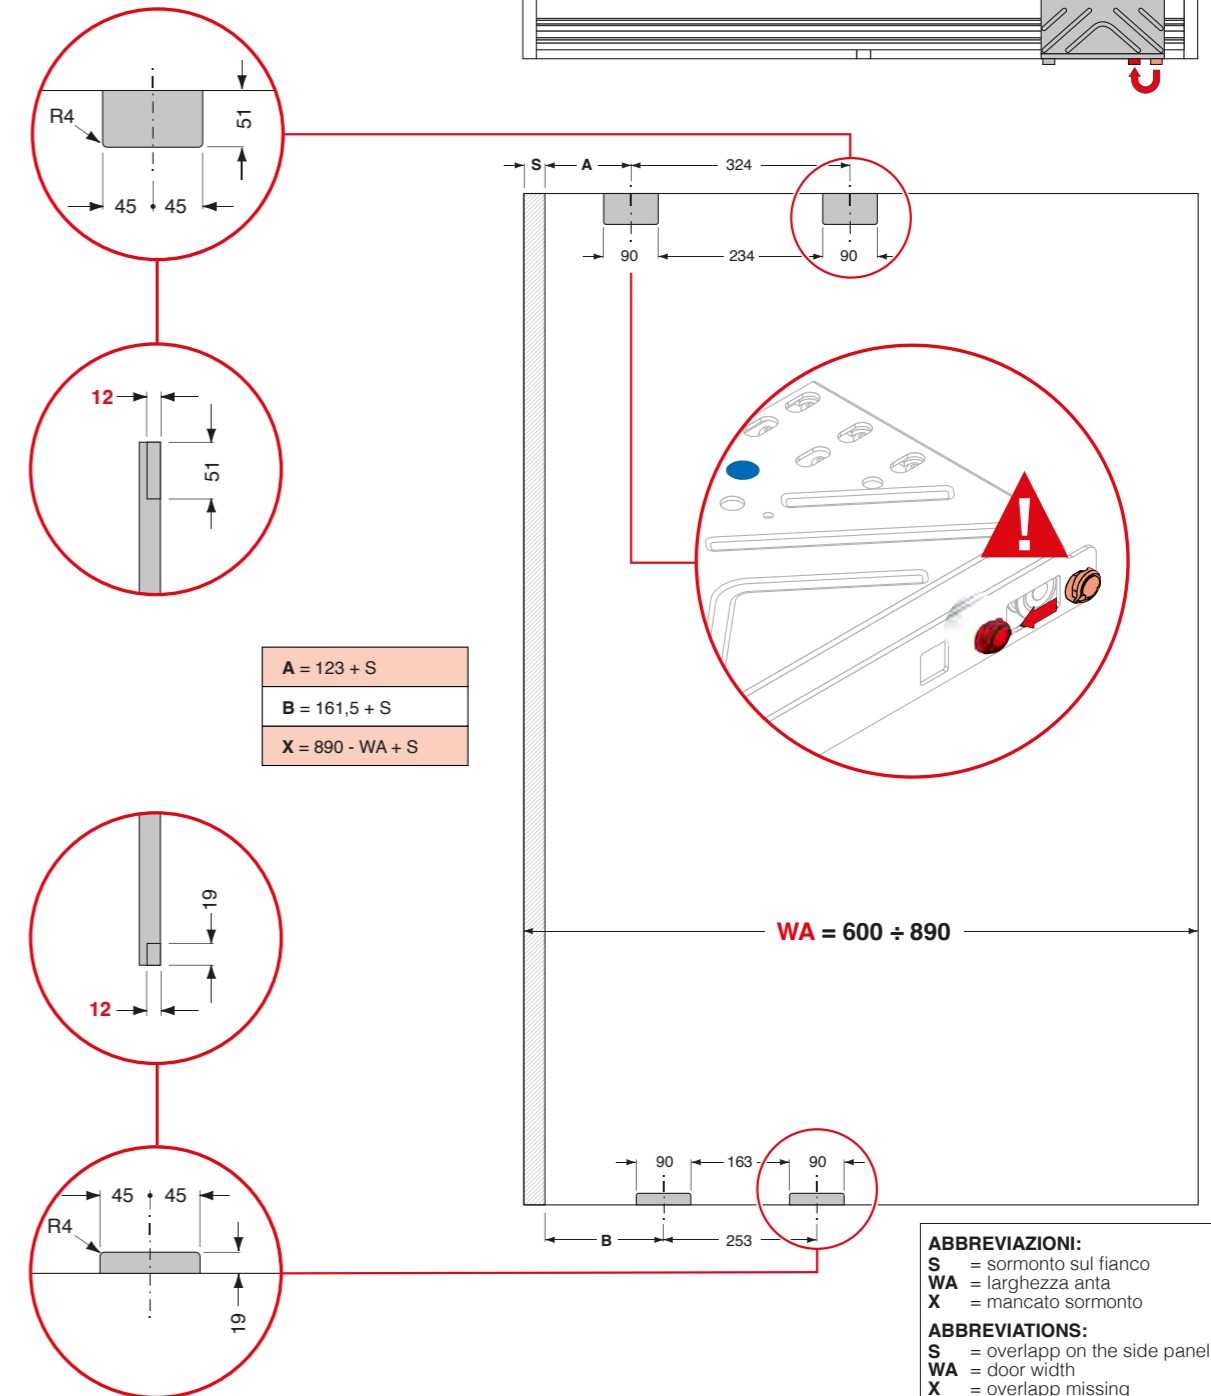 R4
51
45 45
S A 324
90 234 90
12
51
A = 123 + S
B = 161,5 + S
X = 890 - WA + S
!
WA = 600 ÷ 890
19
12
90 163 90
B 253
45 45
R4
19
ABBREVIAZIONI:
S = sormonto sul fianco
WA = larghezza anta
X = mancato sormonto
ABBREVIATIONS:
S = overlapp on the side panel
WA = door width
X = overlapp missing